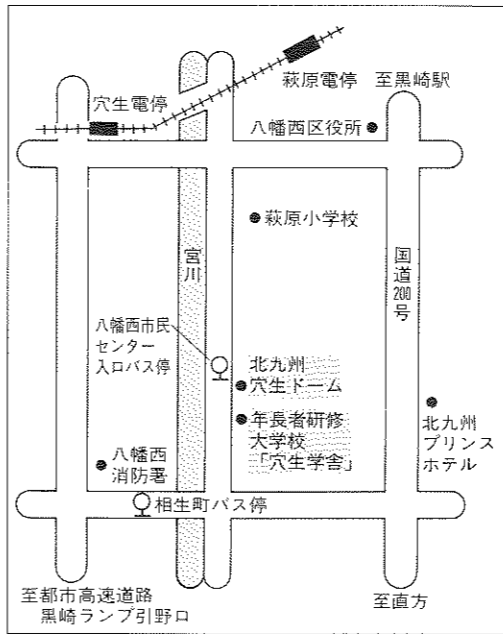 萩原電停
至黒崎駅
穴生電停
八幡西区役所
萩原小学校
宮川
国道200号
八幡西市民
センター
入口バス停
北九州
穴生ドーム
年長者研修
大学校
「穴生学舎」
北九州
プリンス
ホテル
八幡西
消防署
相生町バス停
至都市高速道路
黒崎ランプ引野口
至直方